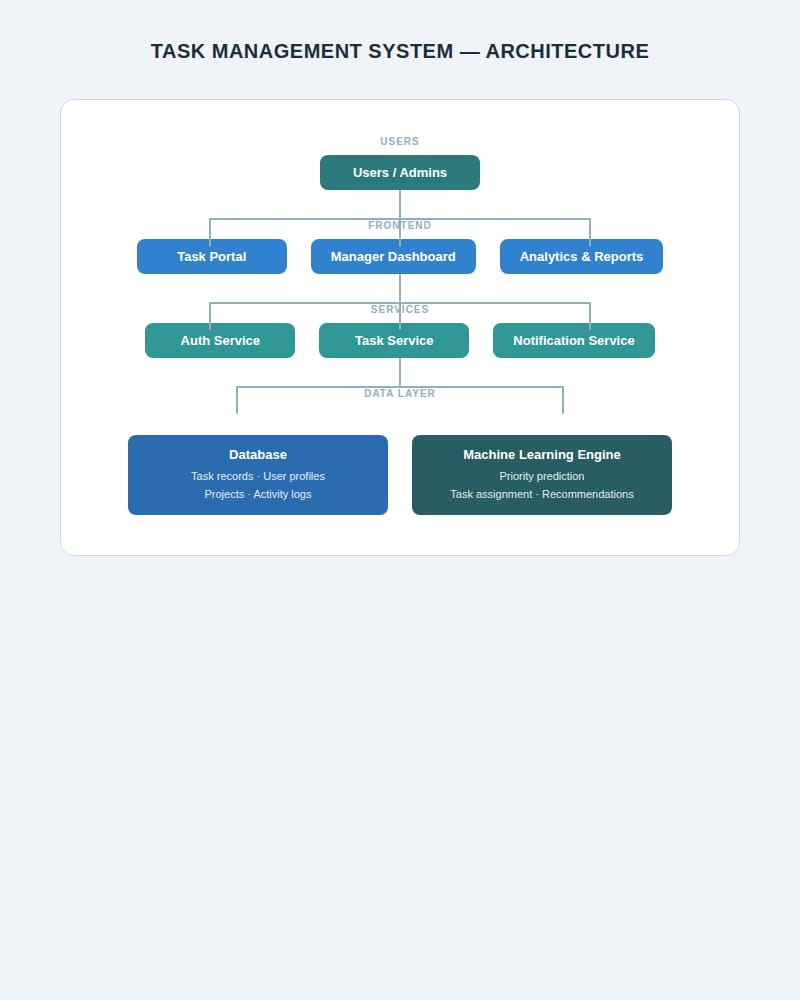 TASK MANAGEMENT SYSTEM — ARCHITECTURE
USERS
Users / Admins
FRONTEND
Task Portal
Manager Dashboard
Analytics & Reports
SERVICES
Auth Service
Task Service
Notification Service
DATA LAYER
Database
Task records · User profiles
Projects · Activity logs
Machine Learning Engine
Priority prediction
Task assignment · Recommendations